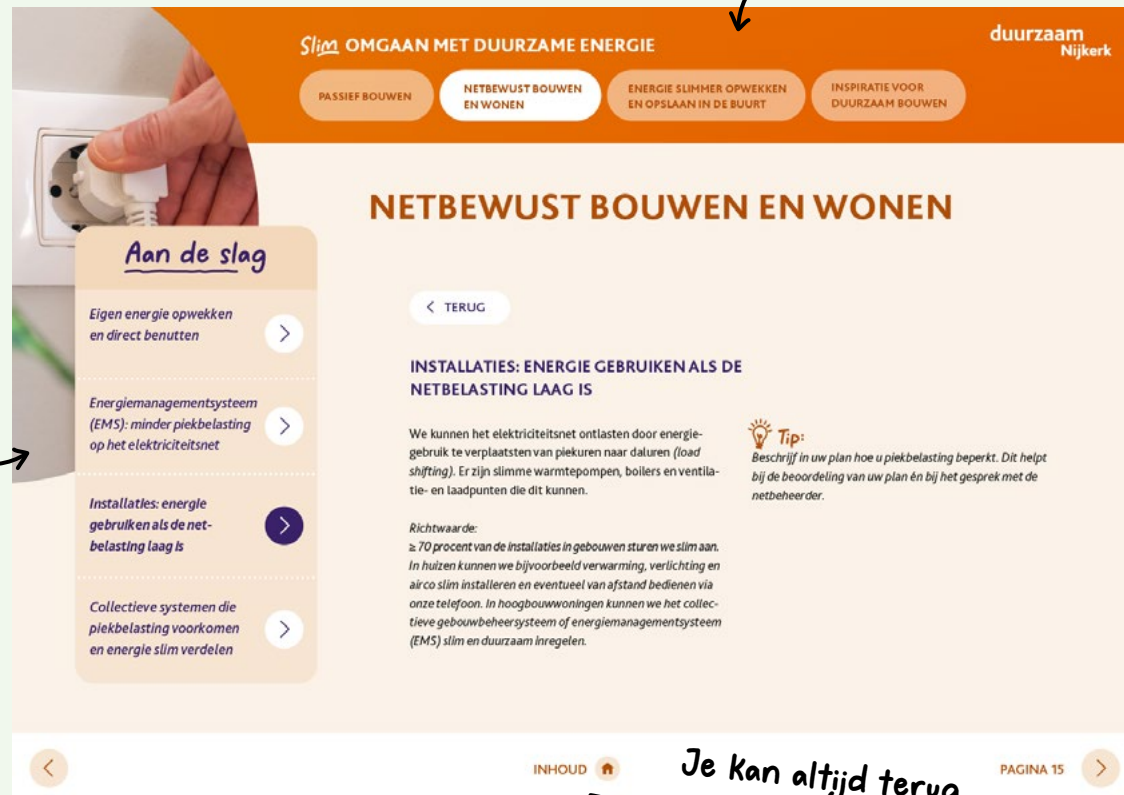 Slim OMGAAN MET DUURZAME ENERGIE
duurzaam
Nijkerk
PASSIEF BOUWEN
NETBEWUST BOUWEN
EN WONEN
ENERGIE SLIMMER OPWEKKEN
EN OPSLAAN IN DE BUURT
INSPIRATIE VOOR
DUURZAAM BOUWEN
NETBEWUST BOUWEN EN WONEN
Aan de slag
Eigen energie opwekken
en direct benutten
Energiemanagementsysteem
(EMS): minder piekbelasting
op het elektriciteitsnet
Installaties: energie
gebruiken als de net-
belasting laag is
Collectieve systemen die
piekbelasting voorkomen
en energie slim verdelen
TERUG
INSTALLATIES: ENERGIE GEBRUIKEN ALS DE
NETBELASTING LAAG IS
We kunnen het elektriciteitsnet ontlasten door energie-
gebruik te verplaatsten van piekuren naar daluren (load
shifting). Er zijn slimme warmtepompen, boilers en ventila-
tie- en laadpunten die dit kunnen.
Richtwaarde:
≥ 70 procent van de installaties in gebouwen sturen we slim aan.
In huizen kunnen we bijvoorbeeld verwarming, verlichting en
airco slim installeren en eventueel van afstand bedienen via
onze telefoon. In hoogbouwwoningen kunnen we het collec-
tieve gebouwbeheersysteem of energiemanagementsysteem
(EMS) slim en duurzaam inregelen.
Tip:
Beschrijf in uw plan hoe u piekbelasting beperkt. Dit helpt
bij de beoordeling van uw plan én bij het gesprek met de
netbeheerder.
INHOUD
Je kan altijd terug
PAGINA 15